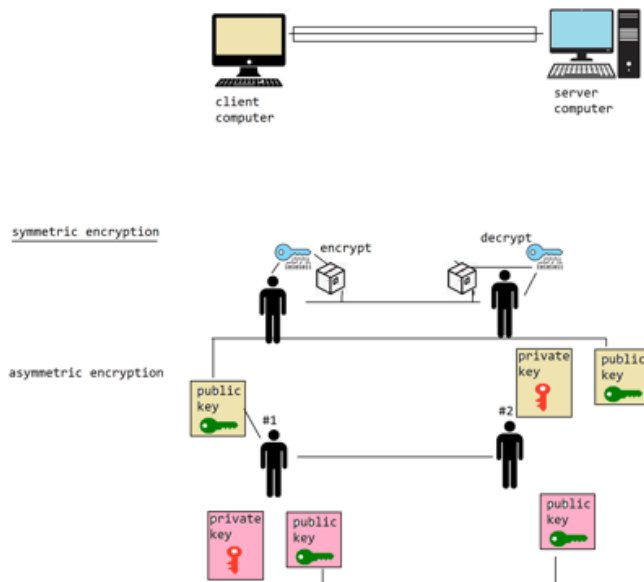 client
computer
server
computer
symmetric encryption
encrypt
decrypt
asymmetric encryption
private
key
public
key
public
key
#1
#2
private
key
public
key
public
key